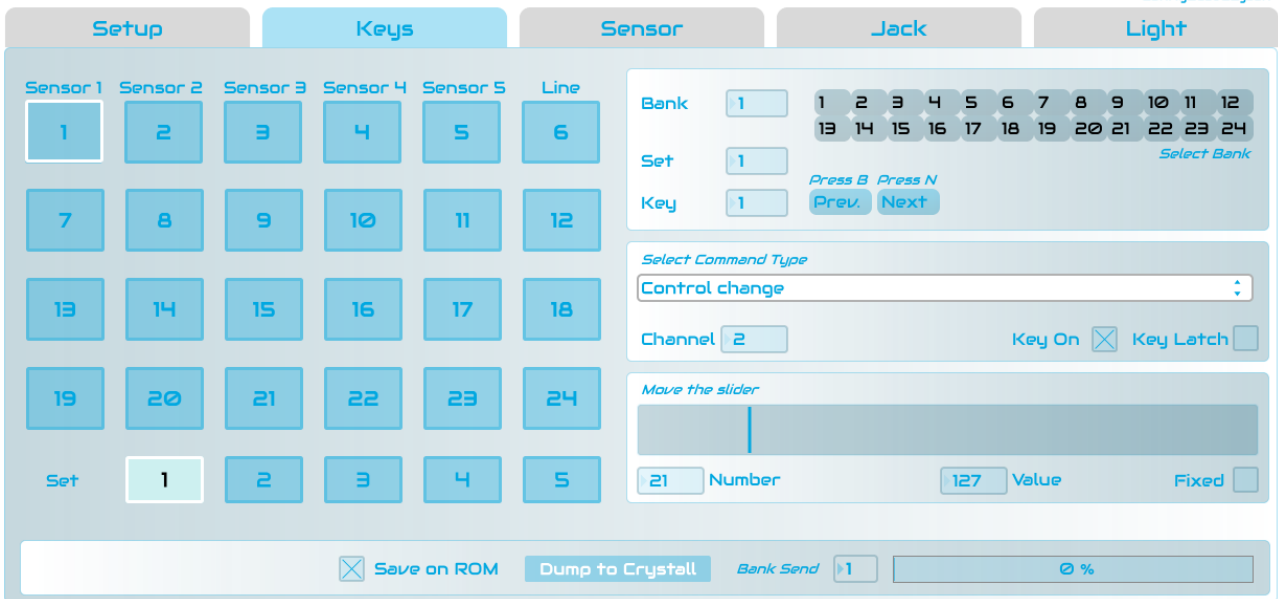 Setup Keys Sensor Jack Light
Sensor 1 Sensor 2 Sensor 3 Sensor 4 Sensor 5 Line
1 2 3 4 5 6
7 8 9 10 11 12
13 14 15 16 17 18
19 20 21 22 23 24
Set 1 2 3 4 5
Bank 1
1 2 3 4 5 6 7 8 9 10 11 12
13 14 15 16 17 18 19 20 21 22 23 24
Select Bank
Set 1
Press B Press N
Key 1 Prev. Next
Select Command Type
Control change
Channel 2 Key On Key Latch
Move the slider
21 Number 127 Value Fixed
Save on ROM Dump to Crystall Bank Send 1 0 %